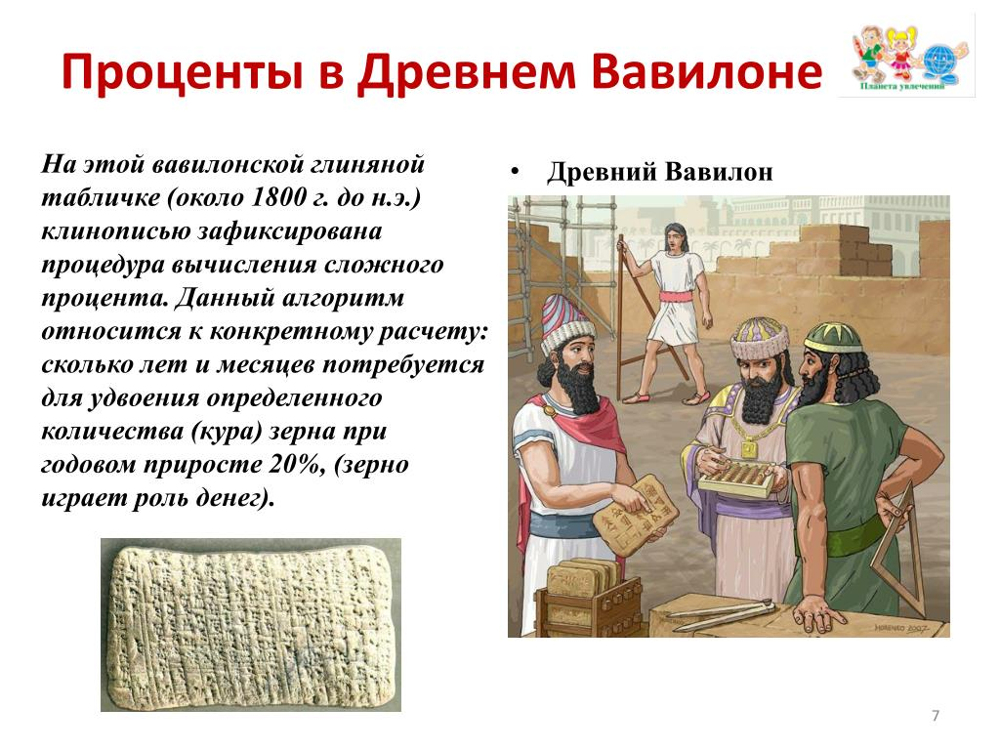 Проценты в Древнем Вавилоне
Планета увлечений
На этой вавилонской глиняной
табличке (около 1800 г. до н.э.)
клинописью зафиксирована
процедура вычисления сложного
процента. Данный алгоритм
относится к конкретному расчету:
сколько лет и месяцев потребуется
для удвоения определенного
количества (кура) зерна при
годовом приросте 20%, (зерно
играет роль денег).
• Древний Вавилон
MORENO 2007
7